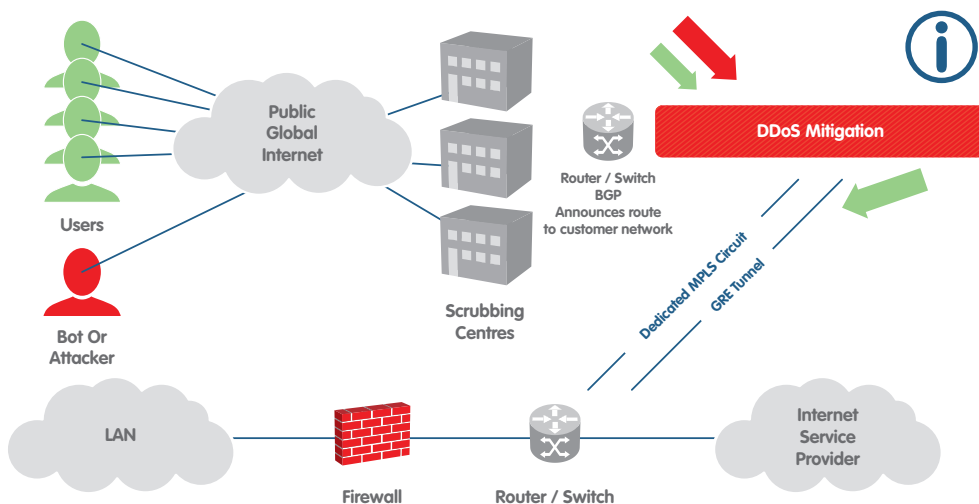 Public
Global
Internet
DDoS Mitigation
Router / Switch
BGP
Announces route
to customer network
Users
Dedicated MPLS Circuit
GRE Tunnel
Scrubbing
Centres
Bot Or
Attacker
LAN
Internet
Service
Provider
Firewall
Router / Switch